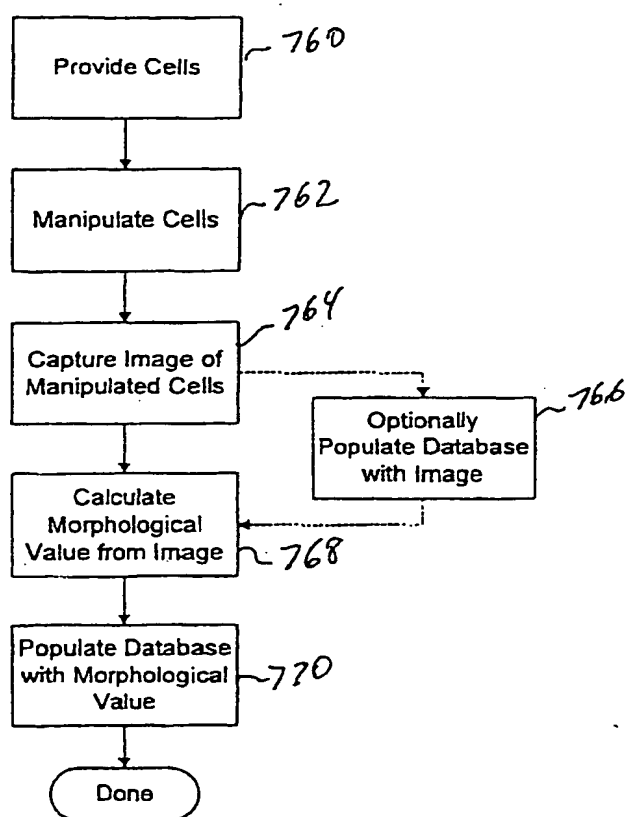 Provide Cells
760
Manipulate Cells
762
Capture Image of
Manipulated Cells
764
Optionally
Populate Database
with Image
766
Calculate
Morphological
Value from Image
768
Populate Database
with Morphological
Value
770
Done